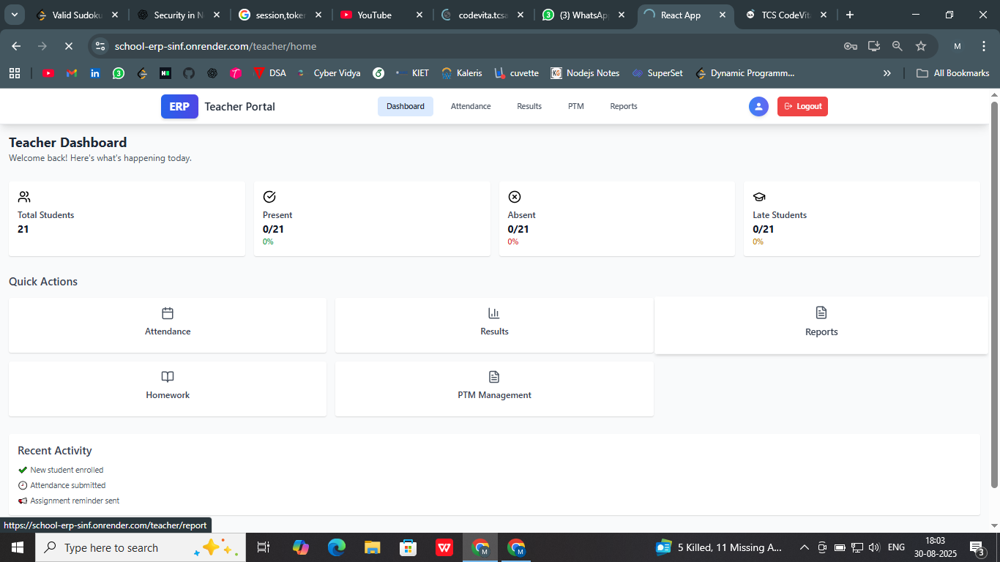 Valid Sudoku
Security in N
session,toker
YouTube
codevita.tcsa
(3) WhatsApp
React App
TCS CodeVita
school-erp-sinf.onrender.com/teacher/home
M
DSA
Cyber Vidya
KIET
Kaleris
cuvette
KG
Nodejs Notes
SuperSet
Dynamic Programm...
All Bookmarks
ERP
Teacher Portal
Dashboard
Attendance
Results
PTM
Reports
Logout
Teacher Dashboard
Welcome back! Here's what's happening today.
Total Students
21
Present
0/21
0%
Absent
0/21
0%
Late Students
0/21
0%
Quick Actions
Attendance
Results
Reports
Homework
PTM Management
Recent Activity
New student enrolled
Attendance submitted
Assignment reminder sent
https://school-erp-sinf.onrender.com/teacher/report
Type here to search
5 Killed, 11 Missing A...
ENG
18:03
30-08-2025
3